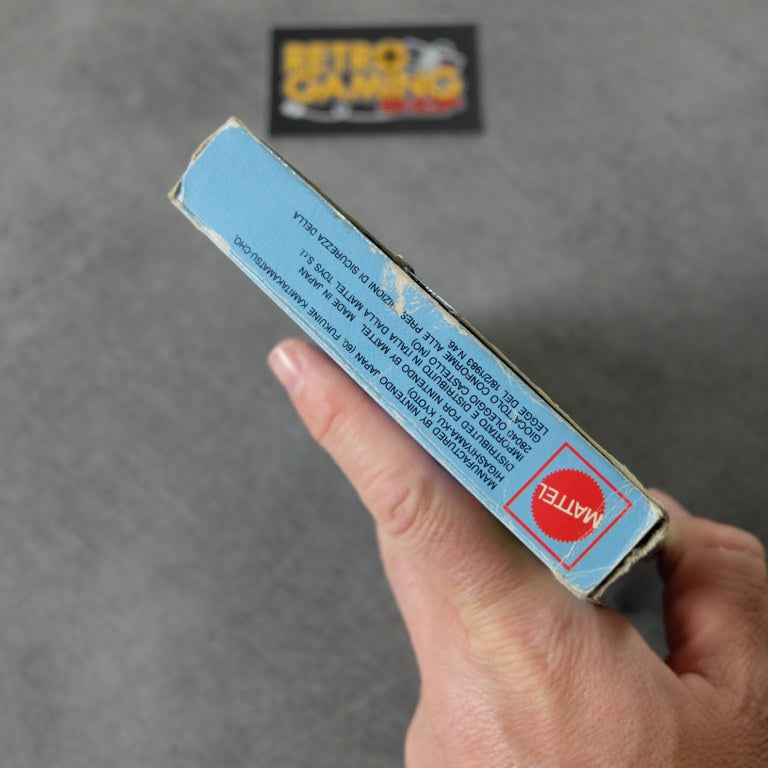 RETRO
GAMING
SHOP
MATTEL
MANUFACTURED BY NINTENDO JAPAN (60, FUKUINE KAMITAKAMATSU-CHO,
HIGASHIYAMA-KU, KYOTO)
DISTRIBUTED FOR NINTENDO BY MATTEL MADE IN JAPAN
IMPORTATO E DISTRIBUITO IN ITALIA DALLA MATTEL TOYS S.r.l.
28040 OLEGGIO CASTELLO (NO)
CONFORME ALLE DI SICUREZZA DELLA
LEGGE DEL 18/2/1983 N.46